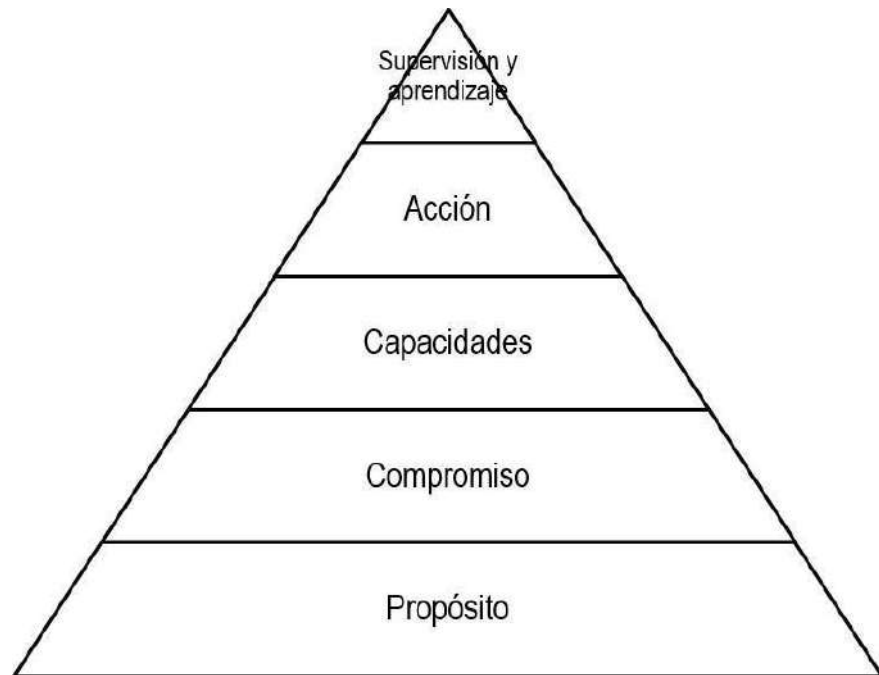 Supervisión y
aprendizaje
Acción
Capacidades
Compromiso
Propósito